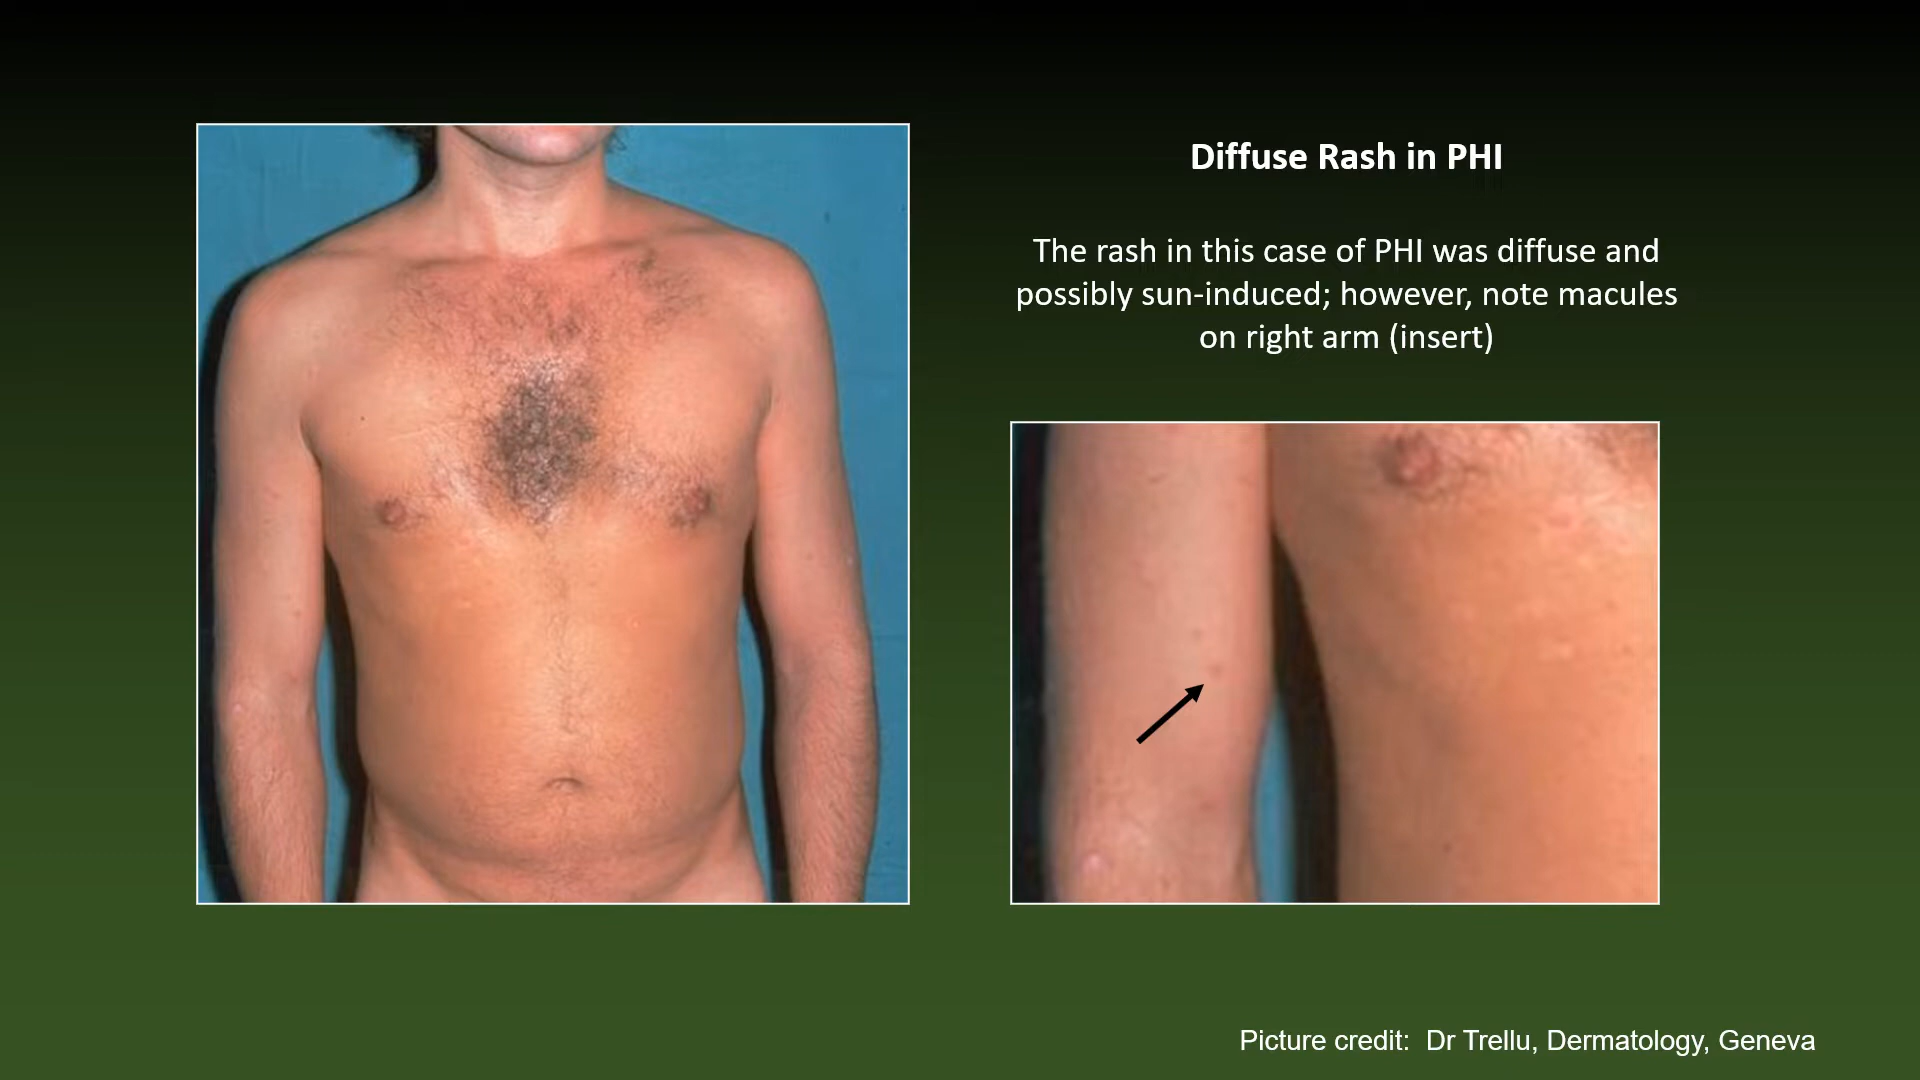 Diffuse Rash in PHI
The rash in this case of PHI was diffuse and
possibly sun-induced; however, note macules
on right arm (insert)
Picture credit:  Dr Trellu, Dermatology, Geneva